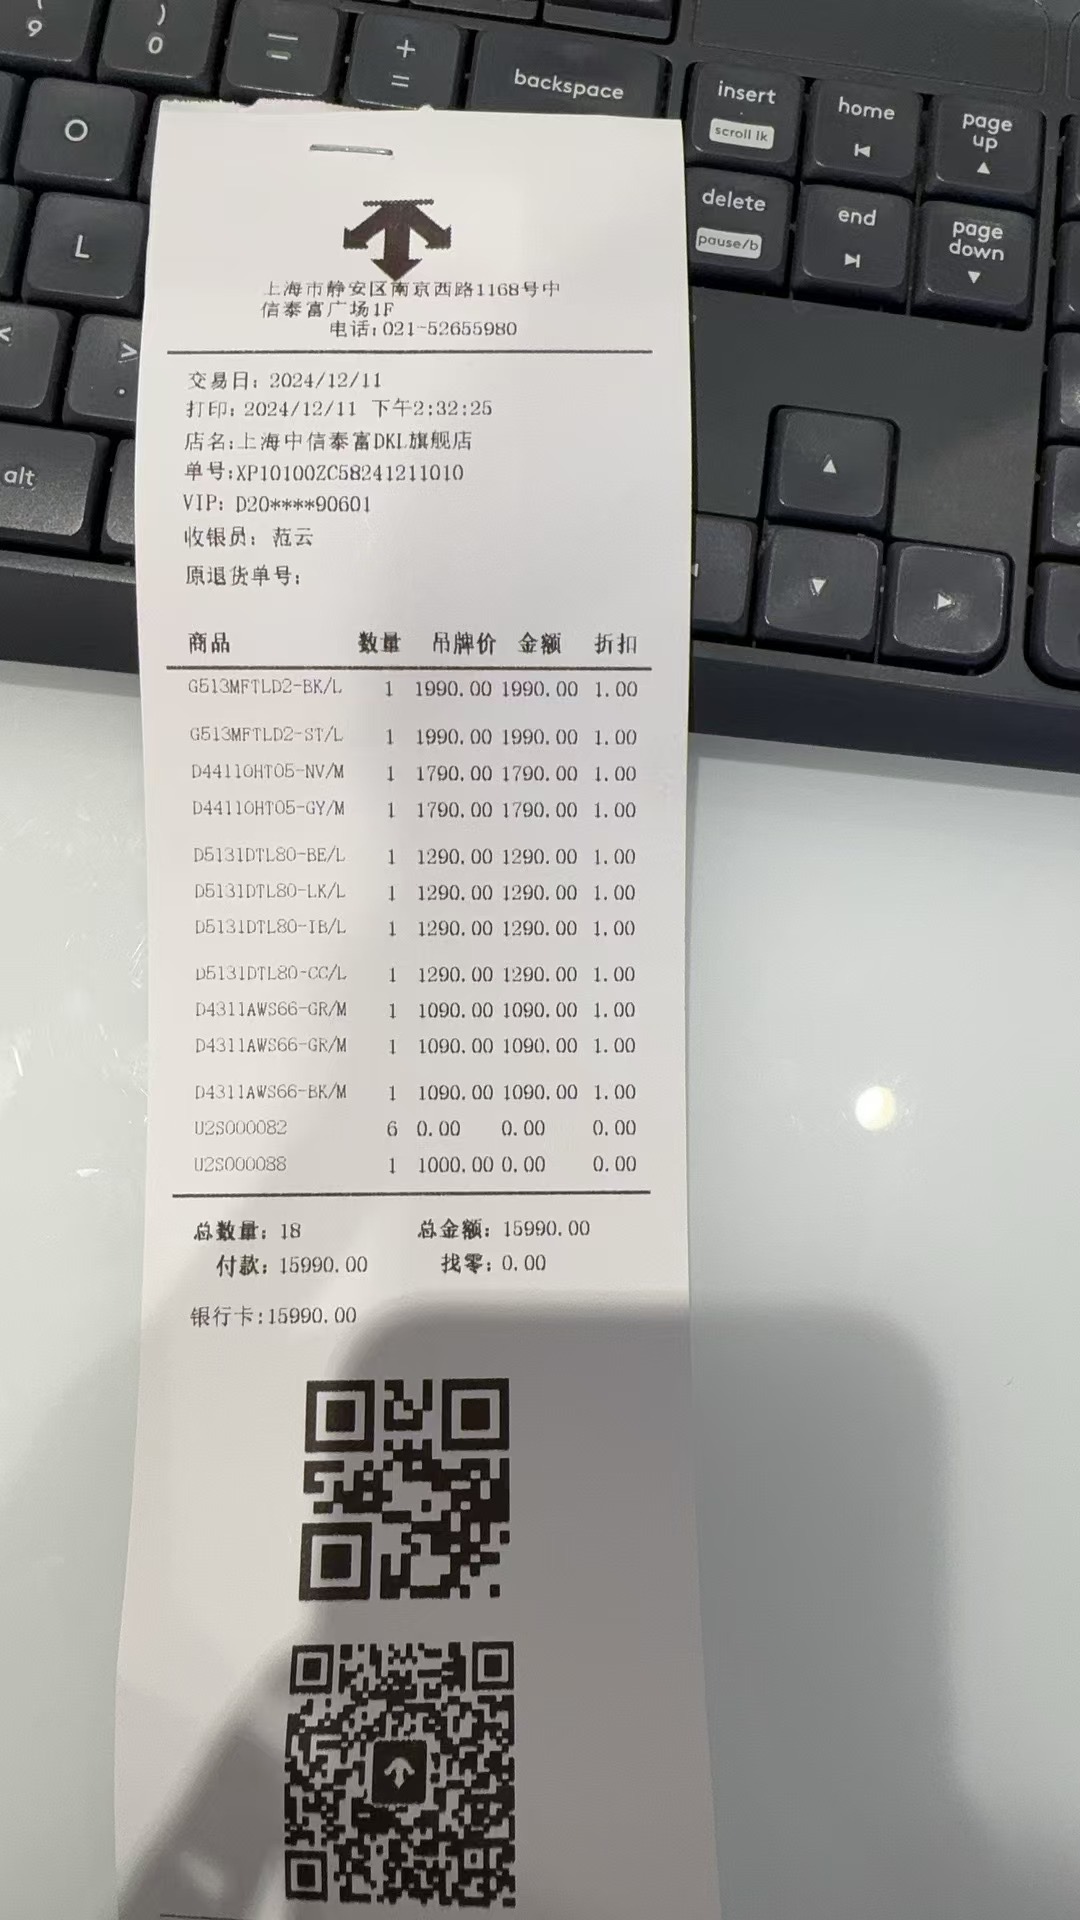 9
)
0
—
=
+
=
backspace
insert
scroll lk
home
page
up
O
delete
pause/b
end
page
down
L
<
>
.
alt
上海市静安区南京西路1168号中
信泰富广场1F
电话:021-52655980
交易日: 2024/12/11
打印: 2024/12/11 下午2:32:25
店名:上海中信泰富DKL旗舰店
单号:XP10100ZC58241211010
VIP: D20****90601
收银员: 范云
原退货单号:
商品 数量 吊牌价 金额 折扣
G513MFTLD2-BK/L 1 1990.00 1990.00 1.00
G513MFTLD2-ST/L 1 1990.00 1990.00 1.00
D44110HT05-NV/M 1 1790.00 1790.00 1.00
D44110HT05-GY/M 1 1790.00 1790.00 1.00
D5131DTL80-BE/L 1 1290.00 1290.00 1.00
D5131DTL80-LK/L 1 1290.00 1290.00 1.00
D5131DTL80-IB/L 1 1290.00 1290.00 1.00
D5131DTL80-CC/L 1 1290.00 1290.00 1.00
D4311AWS66-GR/M 1 1090.00 1090.00 1.00
D4311AWS66-GR/M 1 1090.00 1090.00 1.00
D4311AWS66-BK/M 1 1090.00 1090.00 1.00
U2S000082 6 0.00 0.00 0.00
U2S000088 1 1000.00 0.00 0.00
总数量: 18 总金额: 15990.00
付款: 15990.00 找零: 0.00
银行卡:15990.00